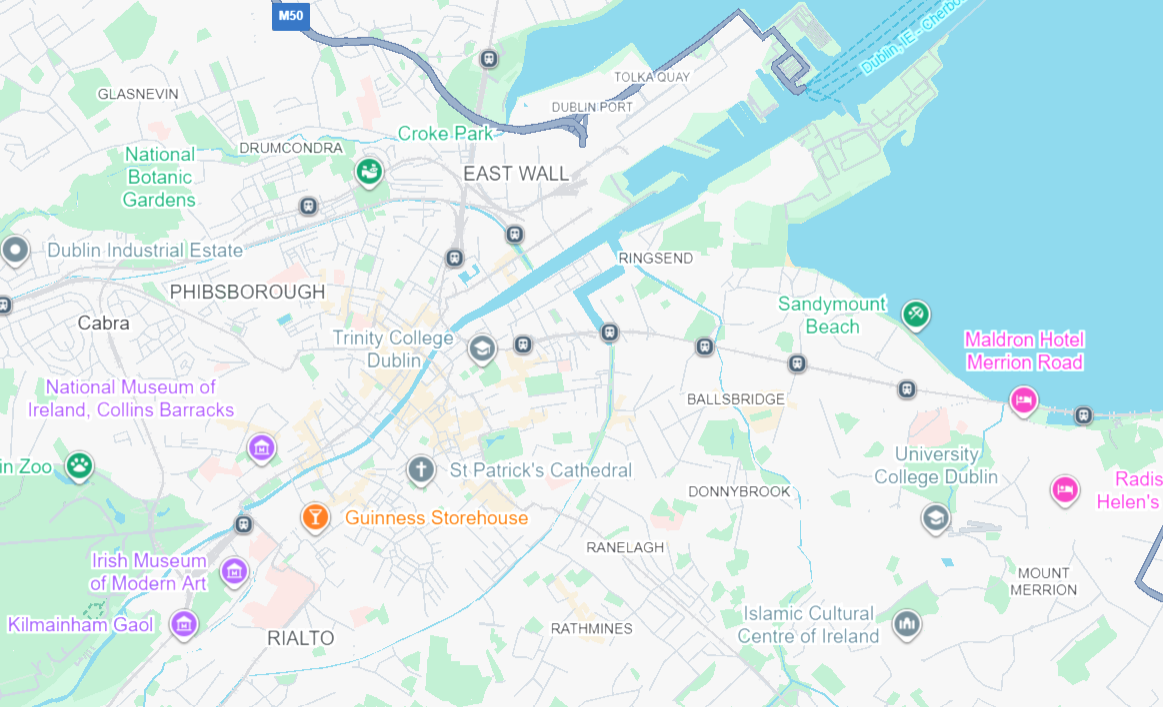 M50
TOLKA QUAY
Dublin, IE - Cherbo
GLASNEVIN
DUBLIN PORT
Croke Park
DRUMCONDRA
National
Botanic
Gardens
EAST WALL
Dublin Industrial Estate
RINGSEND
PHIBSBOROUGH
Cabra
Sandymount
Beach
Trinity College
Dublin
Maldron Hotel
Merrion Road
National Museum of
Ireland, Collins Barracks
BALLSBRIDGE
in Zoo
St Patrick's Cathedral
University
College Dublin
Radis
Helen's
DONNYBROOK
Guinness Storehouse
RANELAGH
Irish Museum
of Modern Art
MOUNT
MERRION
Kilmainham Gaol
RIALTO
RATHMINES
Islamic Cultural
Centre of Ireland